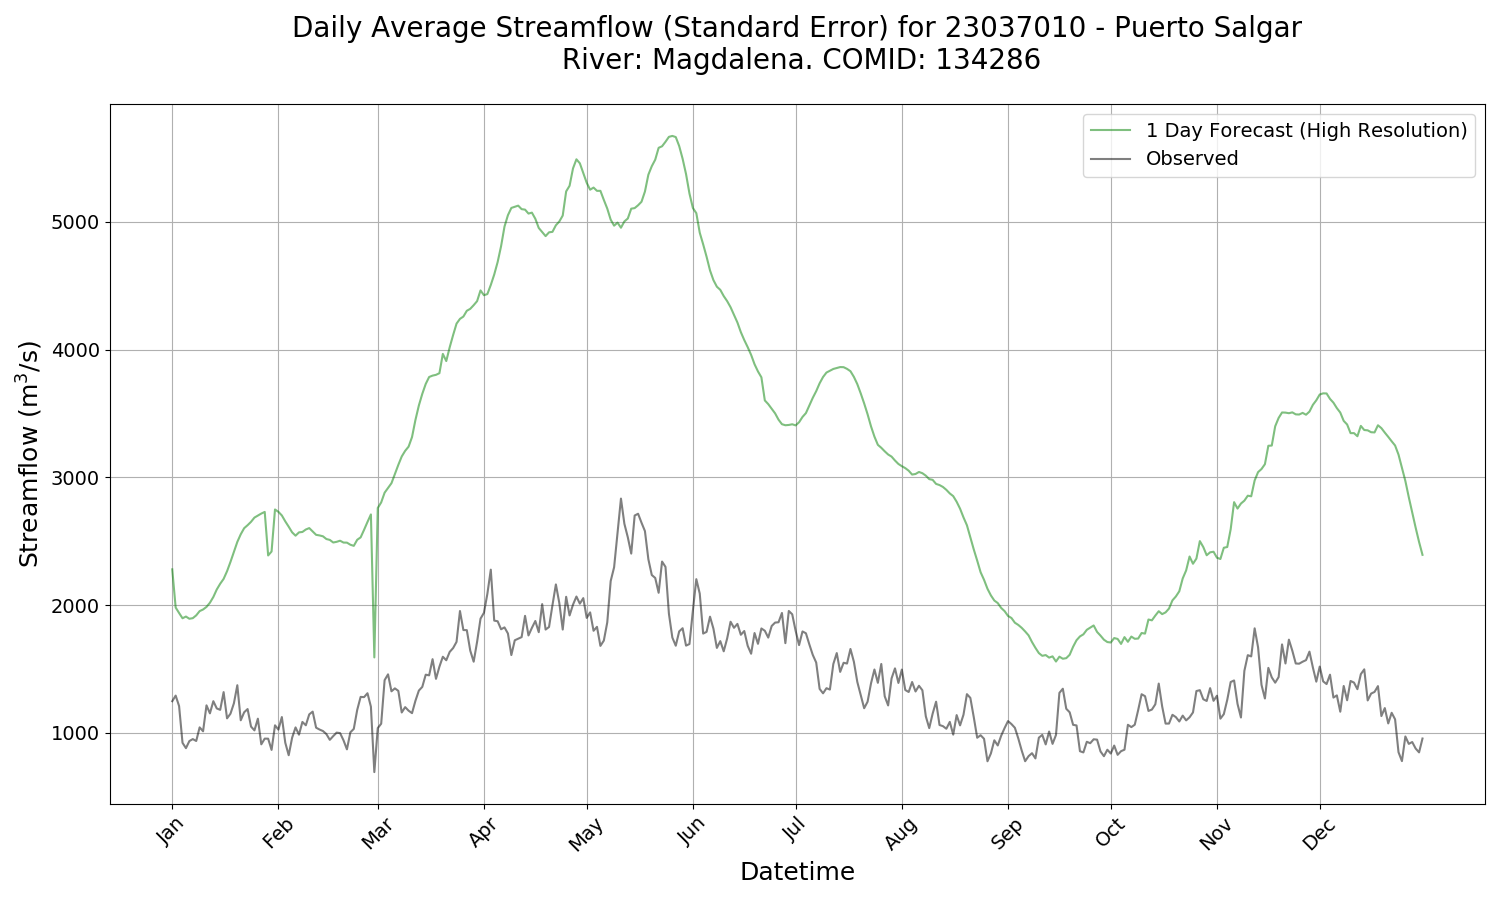 Daily Average Streamflow (Standard Error) for 23037010 - Puerto Salgar
River: Magdalena. COMID: 134286
1 Day Forecast (High Resolution)
Observed
Streamflow (m³/s)
5000
4000
3000
2000
1000
Jan Feb Mar Apr May Jun Jul Aug Sep Oct Nov Dec
Datetime